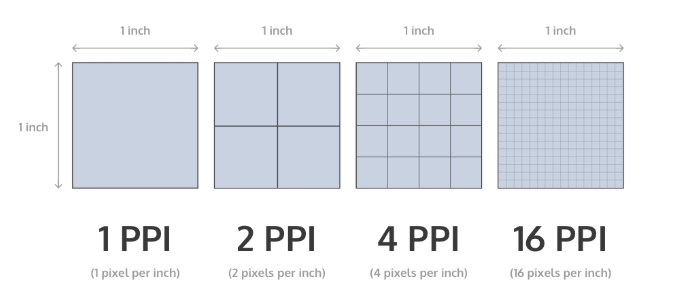 1 inch 1 inch 1 inch 1 inch
1 inch
1 PPI 2 PPI 4 PPI 16 PPI
(1 pixel per inch) (2 pixels per inch) (4 pixels per inch) (16 pixels per inch)